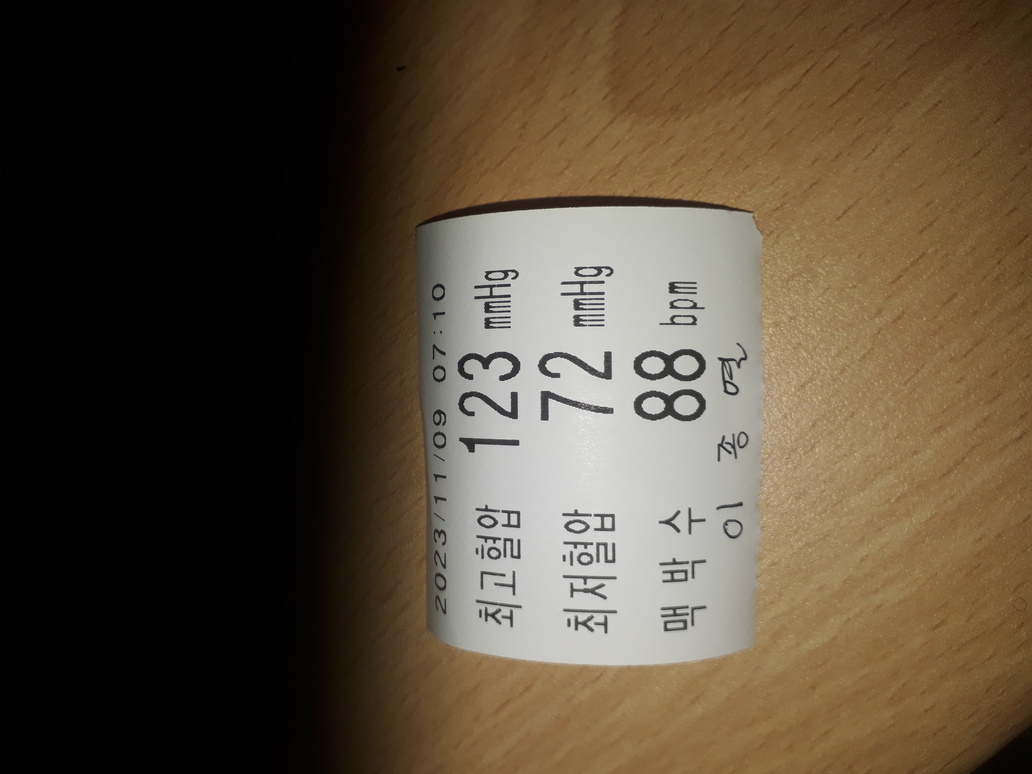 2023/11/09 07:10
최고혈압 123 mmHg
최저혈압 72 mmHg
맥박수 88 bpm
이종열